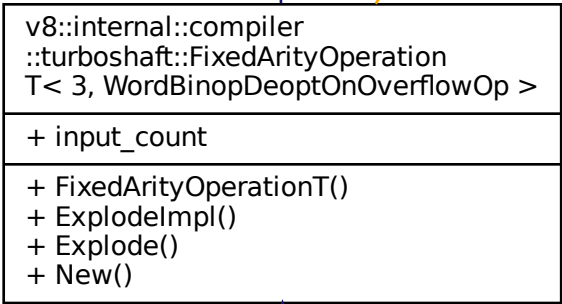 v8::internal::compiler
::turboshaft::FixedArityOperation
T< 3, WordBinopDeoptOnOverflowOp >
+ input_count
+ FixedArityOperationT()
+ ExplodeImpl()
+ Explode()
+ New()